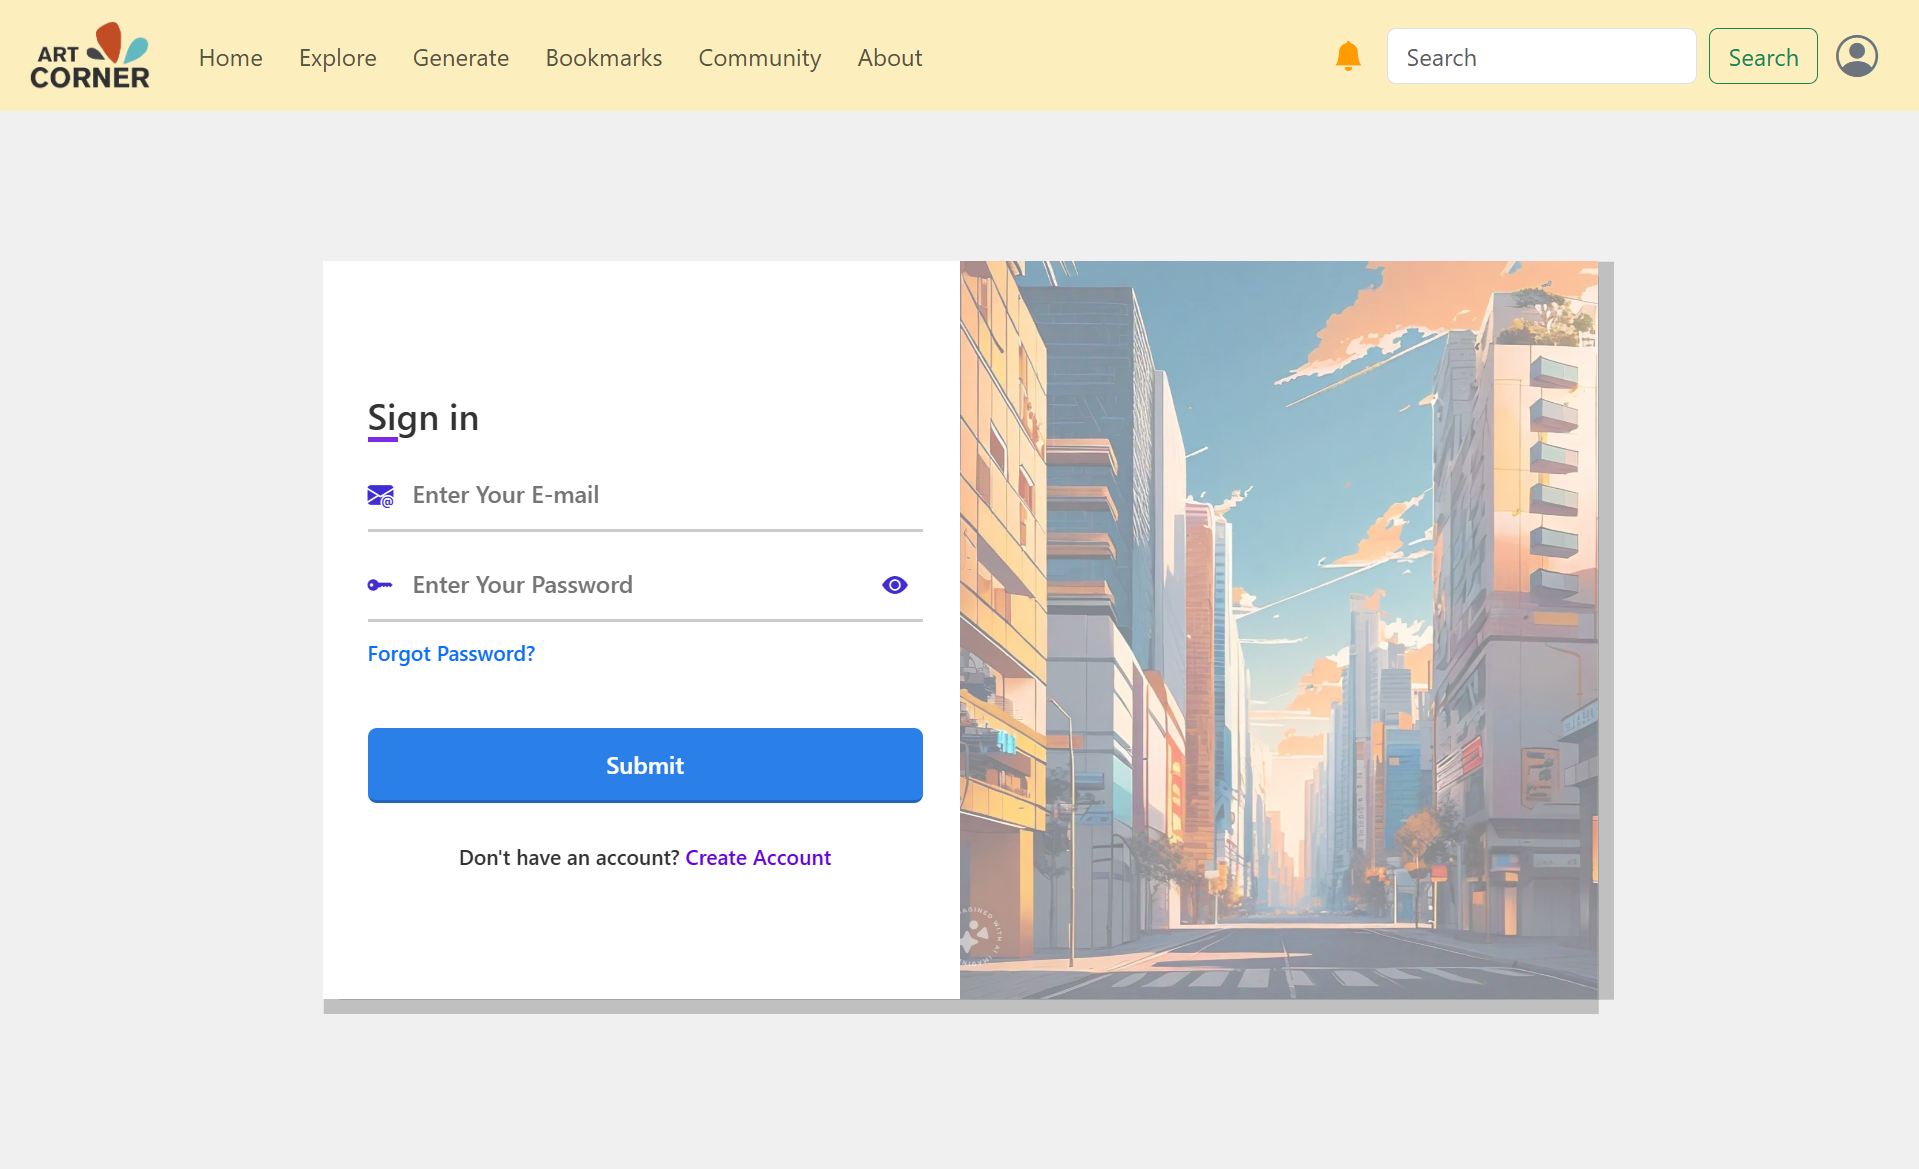 ART
CORNER
Home
Explore
Generate
Bookmarks
Community
About
Search
Search
Sign in
Enter Your E-mail
Enter Your Password
Forgot Password?
Submit
Don't have an account? Create Account